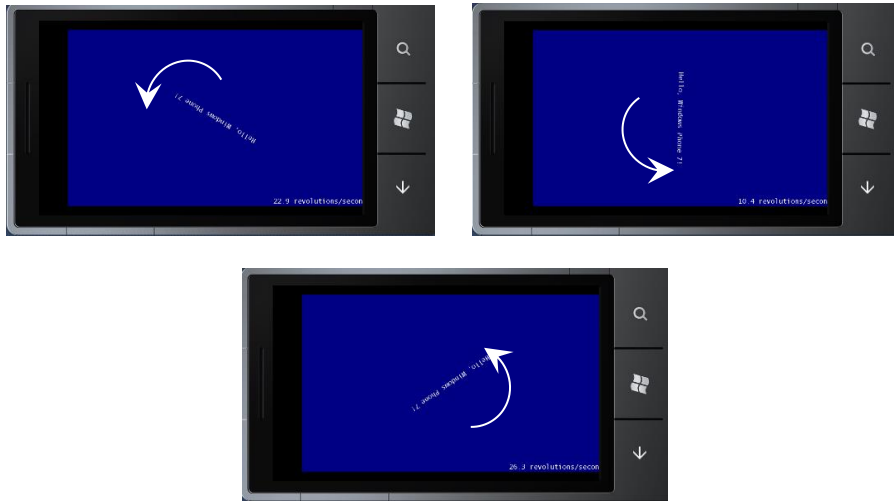 Hello, Windows Phone 7!
22.9 revolutions/secon
Hello, Windows Phone 7!
10.4 revolutions/secon
Hello, Windows Phone 7!
26.3 revolutions/secon